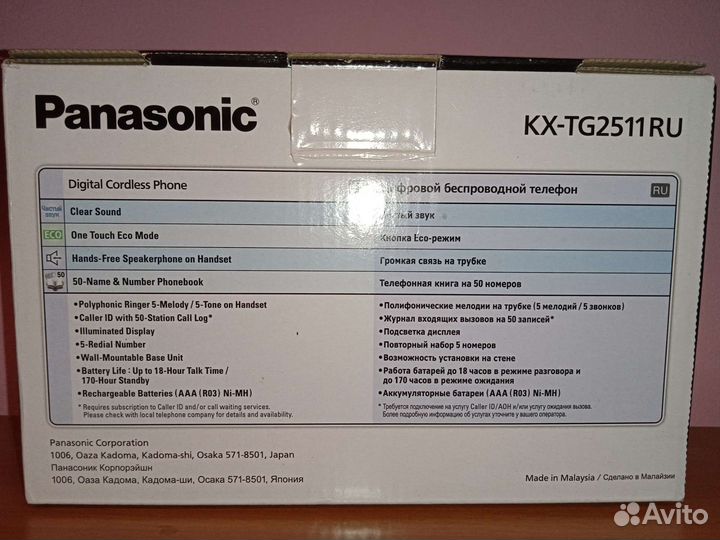 Panasonic®
KX-TG2511RU
Digital Cordless Phone
Clear Sound
One Touch Eco Mode
Hands-Free Speakerphone on Handset
50-Name & Number Phonebook
•Polyphonic Ringer 5-Melody / 5-Tone on Handset
•Caller ID with 50-Station Call Log*
•Illuminated Display
•5-Redial Number
•Wall-Mountable Base Unit
•Battery Life : Up to 18-Hour Talk Time /
170-Hour Standby
•Rechargeable Batteries (AAA (R03) Ni-MH)
* Requires subscription to Caller ID and/or call waiting services.
Please check with local telephone company for details and availability.
Чистый
звук
ECO
50
беспроводной телефон
RU
звук
Кнопка Eco-режим
Громкая связь на трубке
Телефонная книга на 50 номеров
•Полифонические мелодии на трубке (5 мелодий / 5 звонков)
•Журнал входящих вызовов на 50 записей*
•Подсветка дисплея
•Повторный набор 5 номеров
•Возможность установки на стене
•Работа батарей до 18 часов в режиме разговора и
до 170 часов в режиме ожидания
•Аккумуляторные батареи (AAA (R03) Ni-MH)
* Требуется подключение на услугу Caller ID/АОН и/или услугу ожидания вызова.
Более подробную информацию об услугах уточните у вашего оператора.
Panasonic Corporation
1006, Oaza Kadoma, Kadoma-shi, Osaka 571-8501, Japan
Панасоник Корпорэйшн
1006, Оаза Кадома, Кадома-ши, Осака 571-8501, Япония
Made in Malaysia / Сделано в Малайзии
Avito